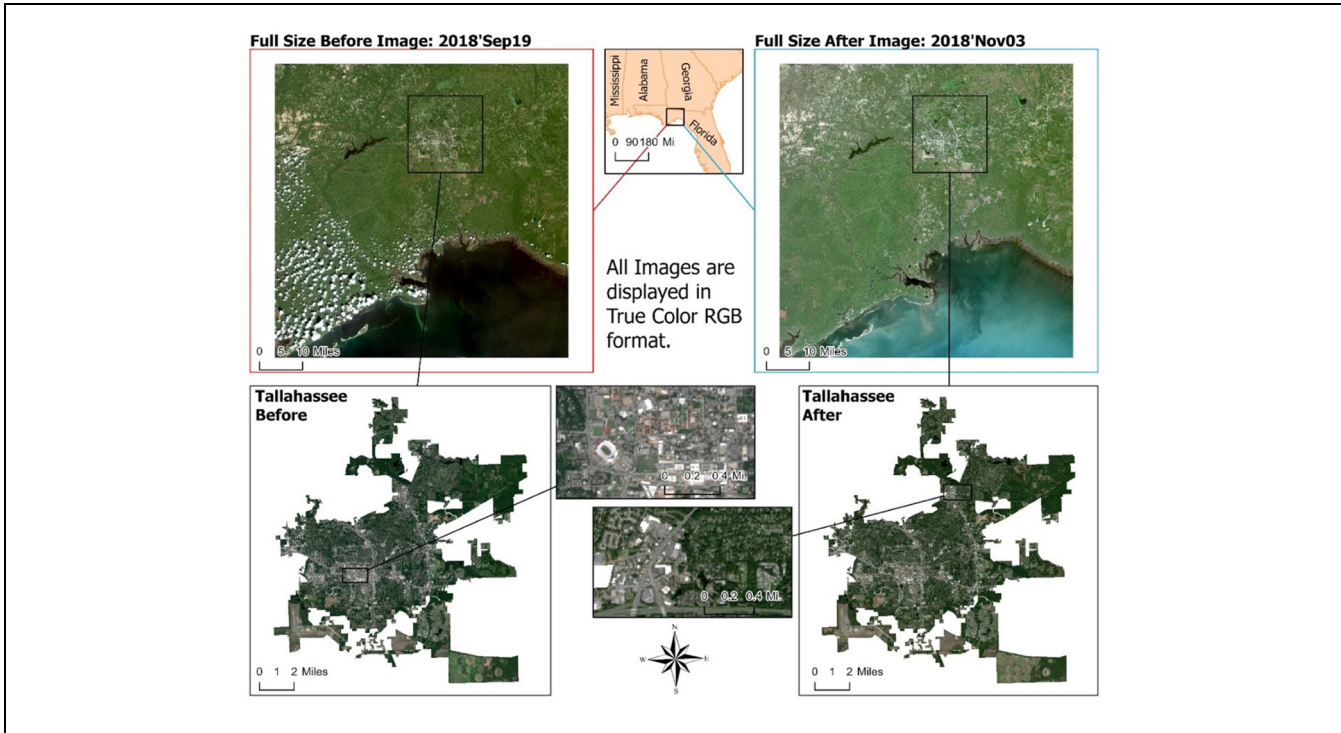 Full Size Before Image: 2018'Sep19
Full Size After Image: 2018'Nov03
Mississippi
Alabama
Georgia
Florida
0 90180 Mi
0 5 10 Miles
0 5 10 Miles
All Images are
displayed in
True Color RGB
format.
Tallahassee
Before
Tallahassee
After
0 0.2 0.4 Mi.
0 0.2 0.4 Mi.
N
W
E
S
0 1 2 Miles
0 1 2 Miles